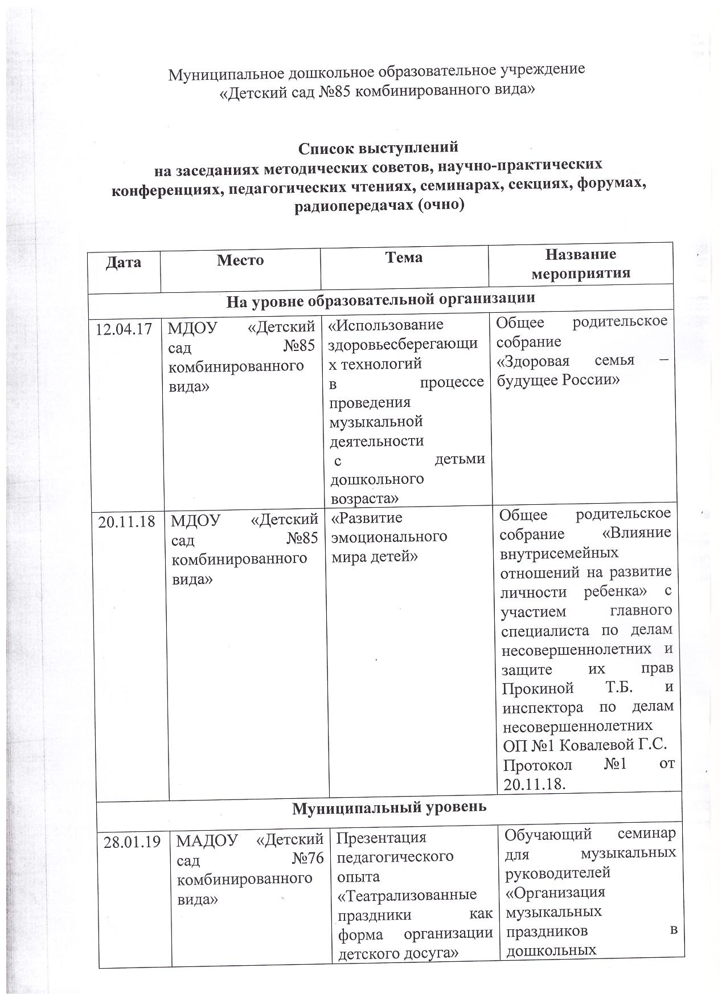 Муниципальное дошкольное образовательное учреждение
«Детский сад №85 комбинированного вида»
Список выступлений
на заседаниях методических советов, научно-практических
конференциях, педагогических чтениях, семинарах, секциях, форумах,
радиопередачах (очно)
Дата
Место
Тема
Название
мероприятия
На уровне образовательной организации
12.04.17
МДОУ «Детский
сад №85
комбинированного
вида»
«Использование
здоровьесберегающи
х технологий
в процессе
проведения
музыкальной
деятельности
с детьми
дошкольного
возраста»
Общее родительское
собрание
«Здоровая семья –
будущее России»
20.11.18
МДОУ «Детский
сад №85
комбинированного
вида»
«Развитие
эмоционального
мира детей»
Общее родительское
собрание «Влияние
внутрисемейных
отношений на развитие
личности ребенка» с
участием главного
специалиста по делам
несовершеннолетних и
защите их прав
Прокиной Т.Б. и
инспектора по делам
несовершеннолетних
ОП №1 Ковалевой Г.С.
Протокол №1 от
20.11.18.
Муниципальный уровень
28.01.19
МАДОУ «Детский
сад №76
комбинированного
вида»
Презентация
педагогического
опыта
«Театрализованные
праздники как
форма организации
детского досуга»
Обучающий семинар
для музыкальных
руководителей
«Организация
музыкальных
праздников в
дошкольных